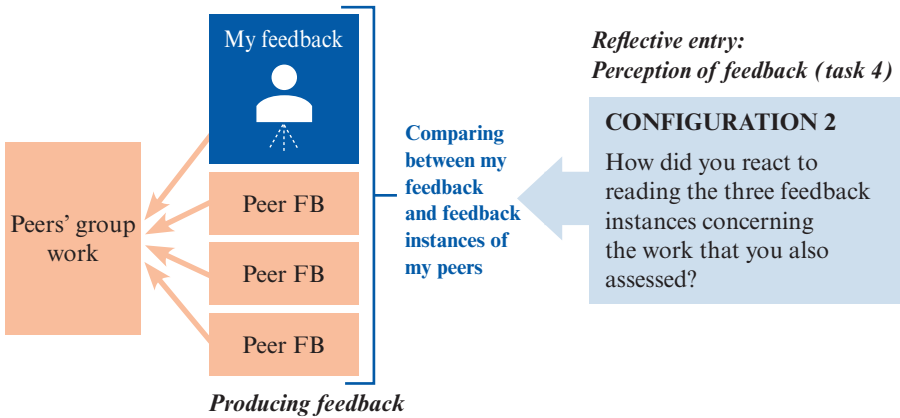 My feedback
Peers' group
work
Peer FB
Peer FB
Peer FB
Producing feedback
Comparing
between my
feedback
and feedback
instances of
my peers
Reflective entry:
Perception of feedback (task 4)
CONFIGURATION 2
How did you react to
reading the three feedback
instances concerning
the work that you also
assessed?